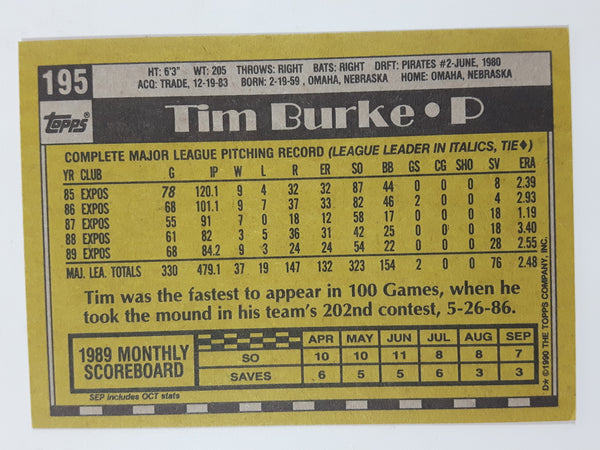 195
HT: 6'3" WT: 205 THROWS: RIGHT BATS: RIGHT DRFT: PIRATES #2-JUNE, 1980
ACQ: TRADE, 12-19-83 BORN: 2-19-59 , OMAHA, NEBRASKA HOME: OMAHA, NEBRASKA
Topps®
Tim Burke • P
COMPLETE MAJOR LEAGUE PITCHING RECORD (LEAGUE LEADER IN ITALICS, TIE♦)
YR CLUB G IP W L R ER SO BB GS CG SHO SV ERA
85 EXPOS 78 120.1 9 4 32 32 87 44 0 0 0 8 2.39
86 EXPOS 68 101.1 9 7 37 33 82 46 2 0 0 4 2.93
87 EXPOS 55 91 7 0 18 12 58 17 0 0 0 18 1.19
88 EXPOS 61 82 3 5 36 31 42 25 0 0 0 18 3.40
89 EXPOS 68 84.2 9 3 24 24 54 22 0 0 0 28 2.55
MAJ. LEA. TOTALS 330 479.1 37 19 147 132 323 154 2 0 0 76 2.48
Tim was the fastest to appear in 100 Games, when he
took the mound in his team's 202nd contest, 5-26-86.
1989 MONTHLY
SCOREBOARD
APR MAY JUN JUL AUG SEP
SO 10 10 11 8 8 7
SAVES 6 5 5 6 3 3
SEP includes OCT stats
D★ ©1990 THE TOPPS COMPANY, INC.